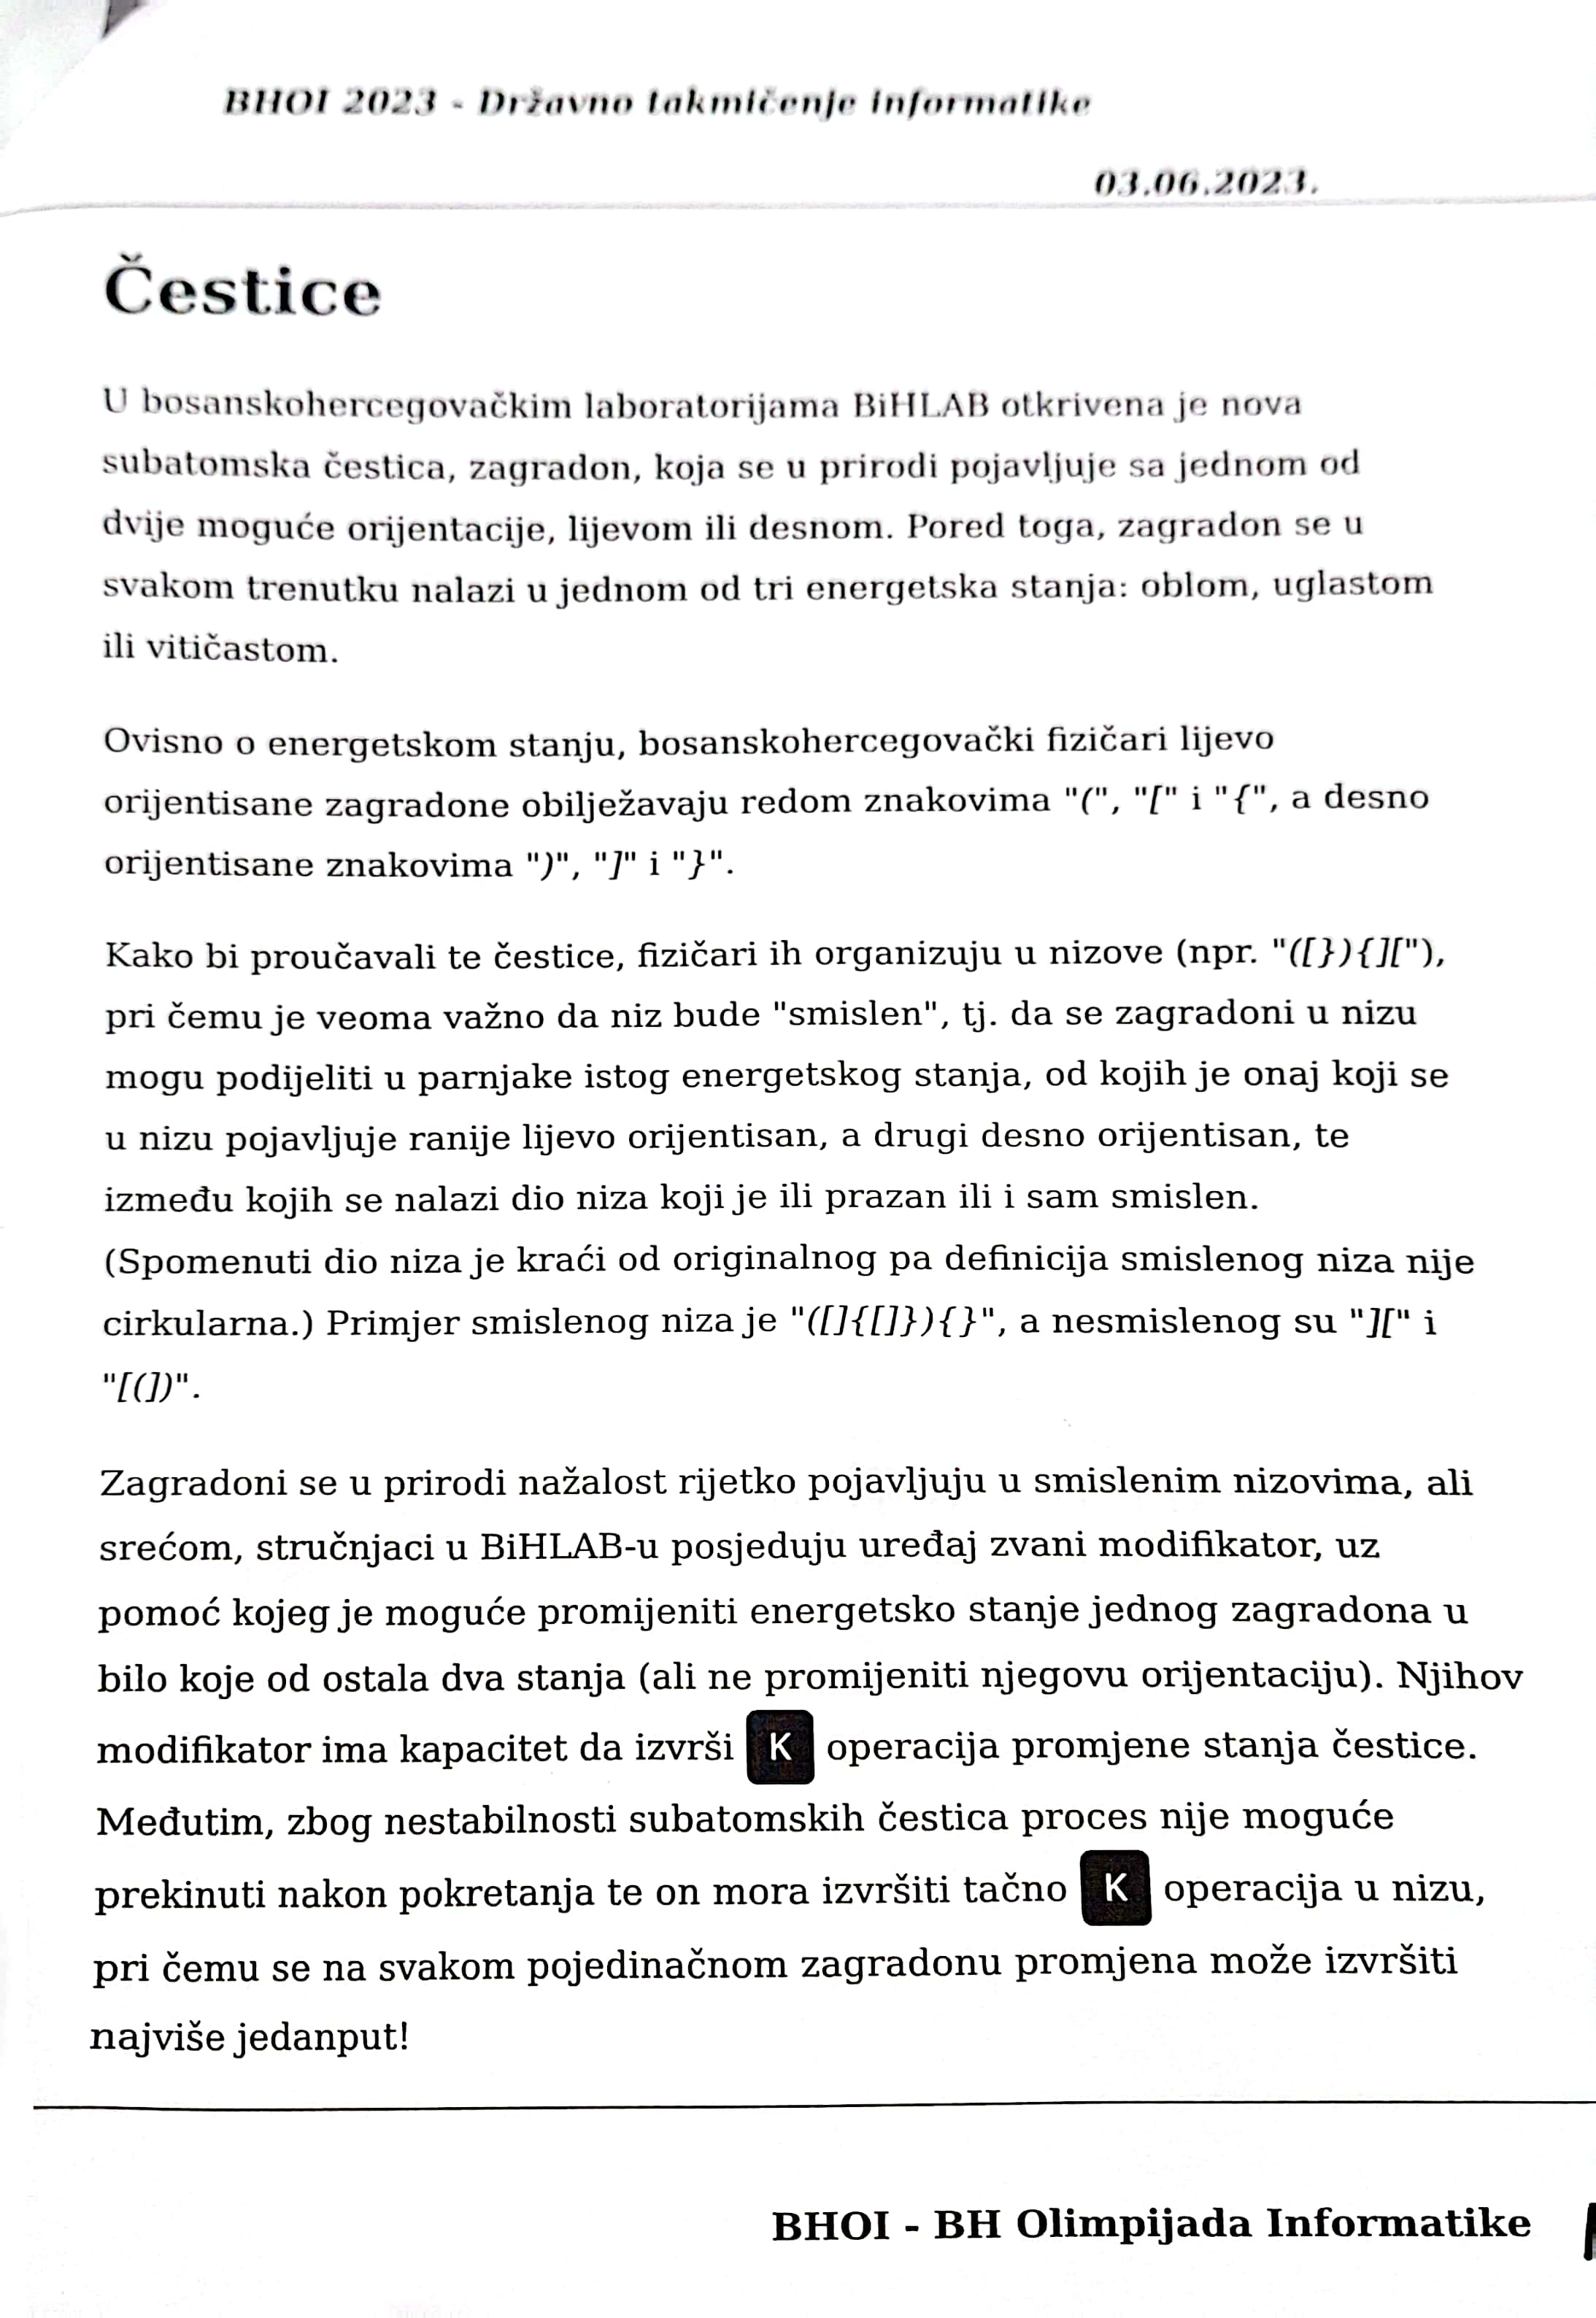 BHOI 2023 - Državno takmičenje informatike
03.06.2023.
Čestice
U bosanskohercegovačkim laboratorijama BiHLAB otkrivena je nova
subatomska čestica, zagradon, koja se u prirodi pojavljuje sa jednom od
dvije moguće orijentacije, lijevom ili desnom. Pored toga, zagradon se u
svakom trenutku nalazi u jednom od tri energetska stanja: oblom, uglastom
ili vitičastom.
Ovisno o energetskom stanju, bosanskohercegovački fizičari lijevo
orijentisane zagradone obilježavaju redom znakovima "(", "[" i "{", a desno
orijentisane znakovima ")", "]" i "}".
Kako bi proučavali te čestice, fizičari ih organizuju u nizove (npr. "([}){]["),
pri čemu je veoma važno da niz bude "smislen", tj. da se zagradoni u nizu
mogu podijeliti u parnjake istog energetskog stanja, od kojih je onaj koji se
u nizu pojavljuje ranije lijevo orijentisan, a drugi desno orijentisan, te
između kojih se nalazi dio niza koji je ili prazan ili i sam smislen.
(Spomenuti dio niza je kraći od originalnog pa definicija smislenog niza nije
cirkularna.) Primjer smislenog niza je "([]{[]}){}", a nesmislenog su "][" i
"[(])".
Zagradoni se u prirodi nažalost rijetko pojavljuju u smislenim nizovima, ali
srećom, stručnjaci u BiHLAB-u posjeduju uređaj zvani modifikator, uz
pomoć kojeg je moguće promijeniti energetsko stanje jednog zagradona u
bilo koje od ostala dva stanja (ali ne promijeniti njegovu orijentaciju). Njihov
modifikator ima kapacitet da izvrši K operacija promjene stanja čestice.
Međutim, zbog nestabilnosti subatomskih čestica proces nije moguće
prekinuti nakon pokretanja te on mora izvršiti tačno K operacija u nizu,
pri čemu se na svakom pojedinačnom zagradonu promjena može izvršiti
najviše jedanput!
BHOI - BH Olimpijada Informatike